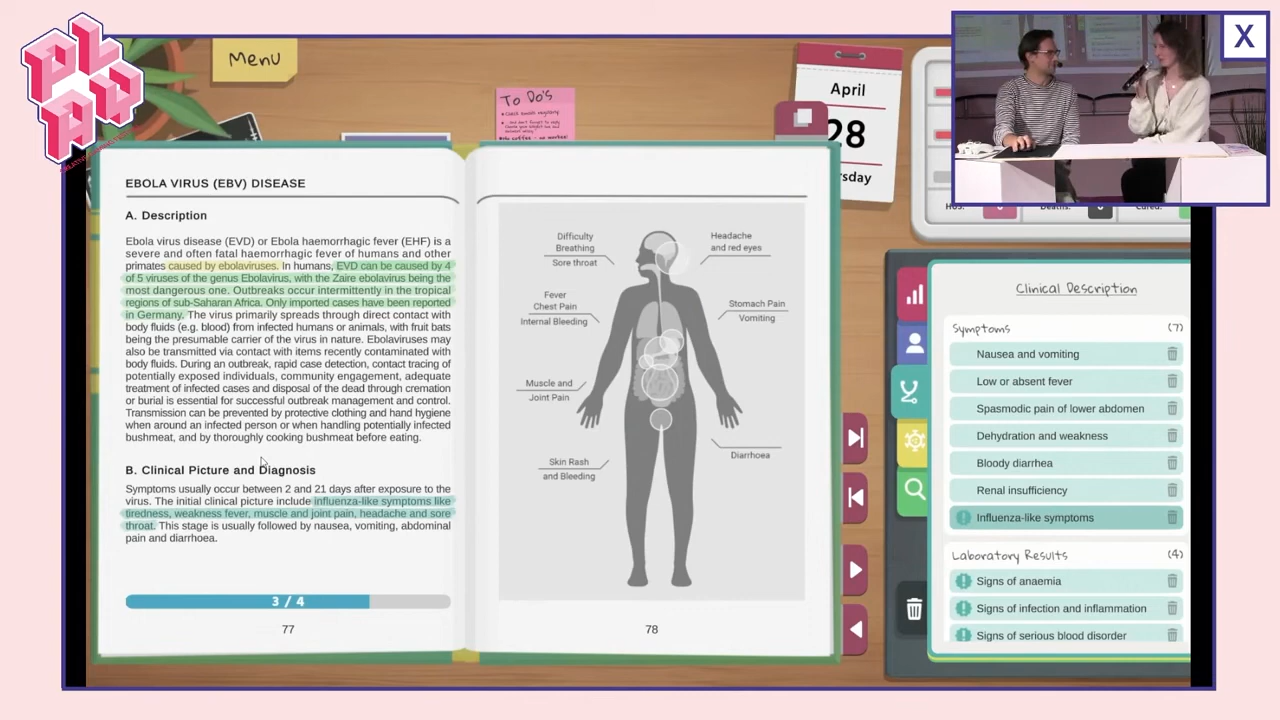 PLAY
Menu
To Do's
April
28
rsday
X
EBOLA VIRUS (EBV) DISEASE
A. Description
Ebola virus disease (EVD) or Ebola haemorrhagic fever (EHF) is a
severe and often fatal haemorrhagic fever of humans and other
primates caused by ebolaviruses. In humans, EVD can be caused by 4
of 5 viruses of the genus Ebolavirus, with the Zaire ebolavirus being the
most dangerous one. Outbreaks occur intermittently in the tropical
regions of sub-Saharan Africa. Only imported cases have been reported
in Germany. The virus primarily spreads through direct contact with
body fluids (e.g. blood) from infected humans or animals, with fruit bats
being the presumable carrier of the virus in nature. Ebolaviruses may
also be transmitted via contact with items recently contaminated with
body fluids. During an outbreak, rapid case detection, contact tracing of
potentially exposed individuals, community engagement, adequate
treatment of infected cases and disposal of the dead through cremation
or burial is essential for successful outbreak management and control.
Transmission can be prevented by protective clothing and hand hygiene
when around an infected person or when handling potentially infected
bushmeat, and by thoroughly cooking bushmeat before eating.
B. Clinical Picture and Diagnosis
Symptoms usually occur between 2 and 21 days after exposure to the
virus. The initial clinical picture include influenza-like symptoms like
tiredness, weakness fever, muscle and joint pain, headache and sore
throat. This stage is usually followed by nausea, vomiting, abdominal
pain and diarrhoea.
3 / 4
77
Difficulty
Breathing
Sore throat
Headache
and red eyes
Fever
Chest Pain
Internal Bleeding
Stomach Pain
Vomiting
Muscle and
Joint Pain
Diarrhoea
Skin Rash
and Bleeding
78
Deaths:
Cured:
Clinical Description
Symptoms (7)
Nausea and vomiting
Low or absent fever
Spasmodic pain of lower abdomen
Dehydration and weakness
Bloody diarrhea
Renal insufficiency
Influenza-like symptoms
Laboratory Results (4)
Signs of anaemia
Signs of infection and inflammation
Signs of serious blood disorder